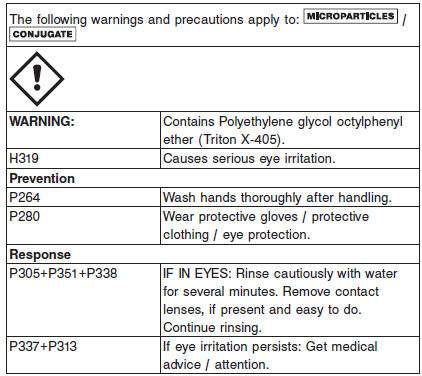 The following warnings and precautions apply to: MICROPARTICLES /
CONJUGATE
WARNING: Contains Polyethylene glycol octylphenyl
ether (Triton X-405).
H319 Causes serious eye irritation.
Prevention
P264 Wash hands thoroughly after handling.
P280 Wear protective gloves / protective
clothing / eye protection.
Response
P305+P351+P338 IF IN EYES: Rinse cautiously with water
for several minutes. Remove contact
lenses, if present and easy to do.
Continue rinsing.
P337+P313 If eye irritation persists: Get medical
advice / attention.